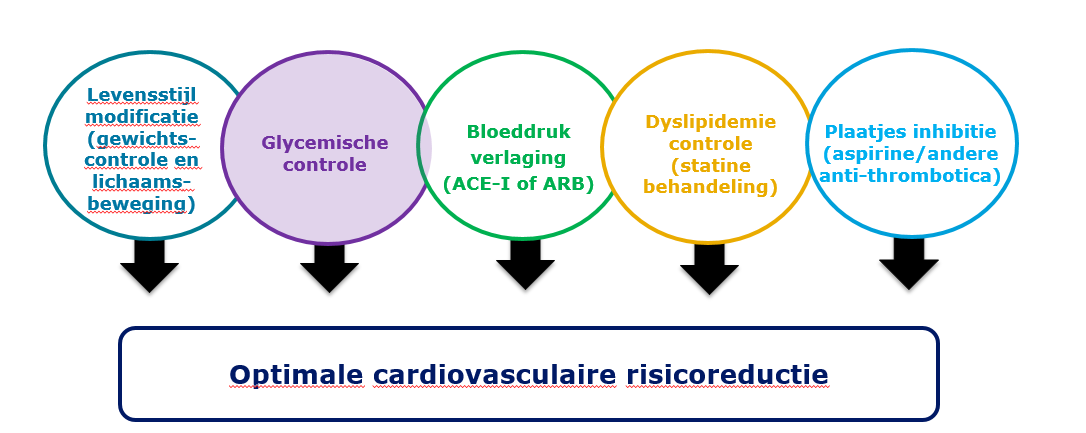 Levensstijl
modificatie
(gewichts-
controle en
lichaams-
beweging)
Glycemische
controle
Bloeddruk
verlaging
(ACE-I of ARB)
Dyslipidemie
controle
(statine
behandeling)
Plaatjes inhibitie
(aspirine/andere
anti-thrombotica)
Optimale cardiovasculaire risicoreductie